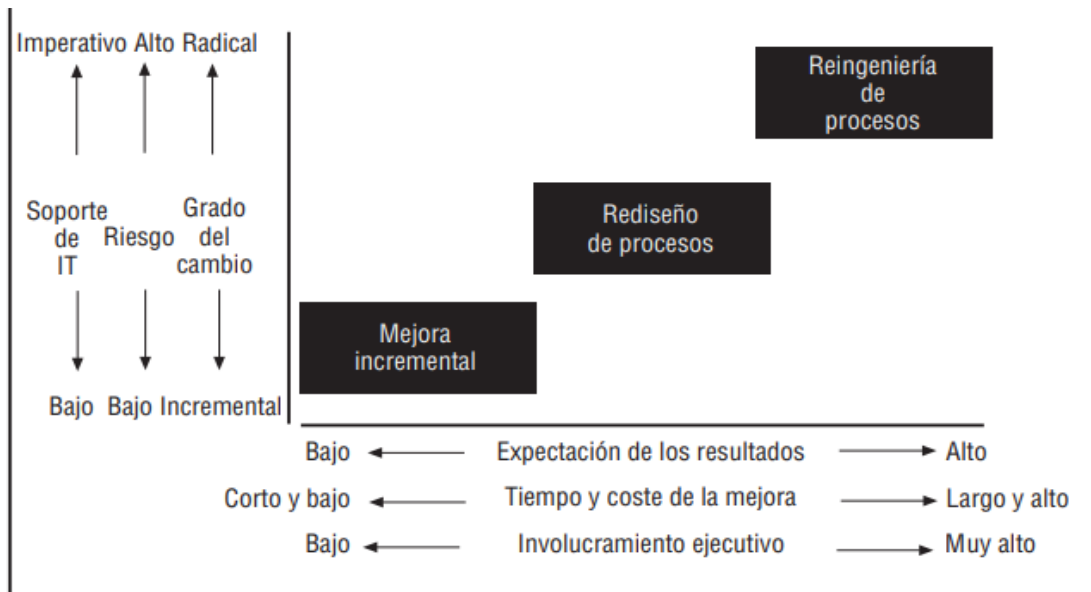 Imperativo Alto Radical
Reingeniería
de
procesos
Soporte
de
IT
Riesgo
Grado
del
cambio
Rediseño
de procesos
Mejora
incremental
Bajo Bajo Incremental
Bajo Expectación de los resultados Alto
Corto y bajo Tiempo y coste de la mejora Largo y alto
Bajo Involucramiento ejecutivo Muy alto